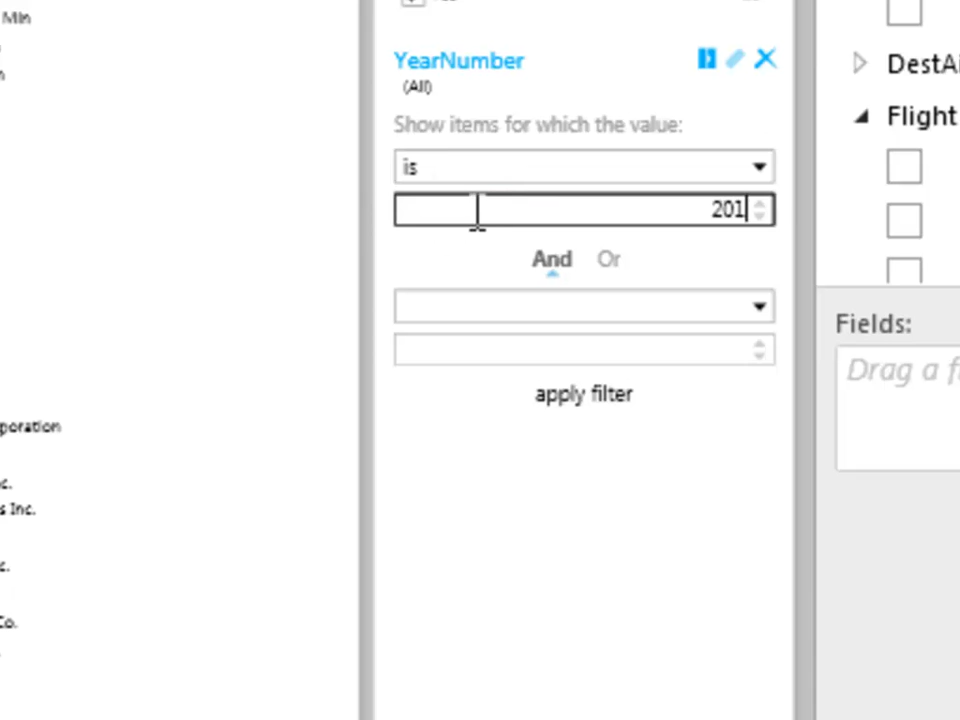 Min
YearNumber
(All)
Show items for which the value:
is
201
And Or
apply filter
poration
c.
s Inc.
c.
Co.
DestAi
Flight
Fields:
Drag a f